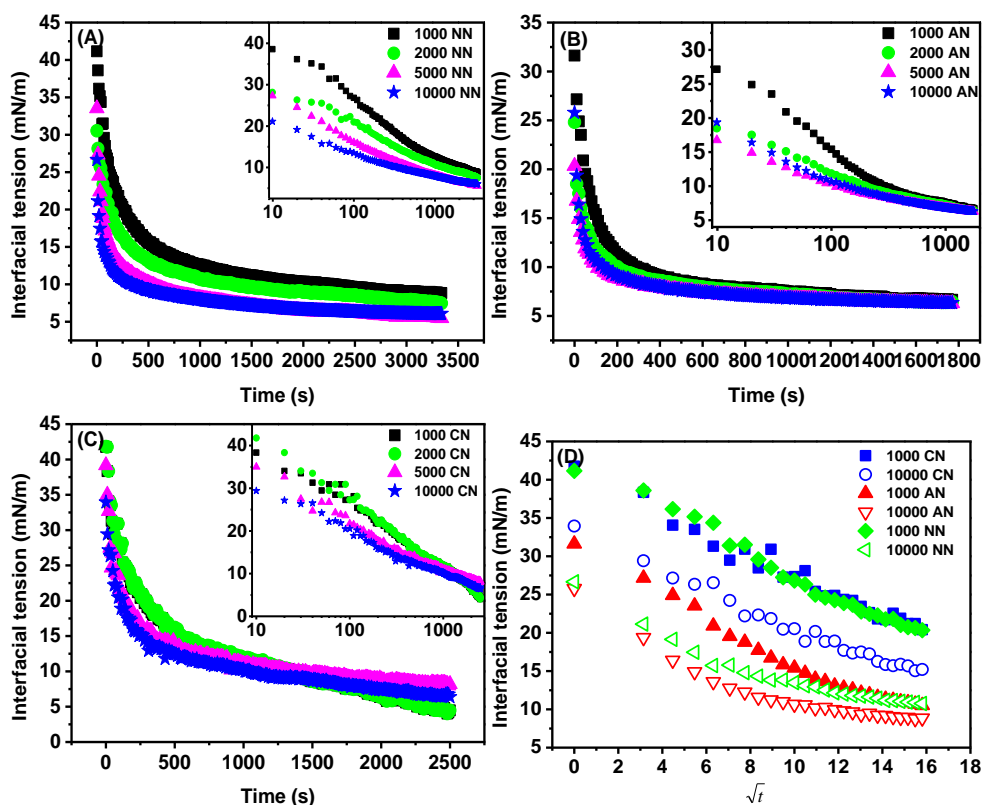 (A)
1000 NN
2000 NN
5000 NN
10000 NN
Interfacial tension (mN/m)
45
40
35
30
25
20
15
10
5
0 500 1000 1500 2000 2500 3000 3500
Time (s)
40
30
20
10
10 100 1000
(B)
1000 AN
2000 AN
5000 AN
10000 AN
Interfacial tension (mN/m)
35
30
25
20
15
10
5
0 200 400 600 800 1000 1200 1400 1600 1800
Time (s)
30
25
20
15
10
5
10 100 1000
(C)
1000 CN
2000 CN
5000 CN
10000 CN
Interfacial tension (mN/m)
45
40
35
30
25
20
15
10
5
0
0 500 1000 1500 2000 2500
Time (s)
40
30
20
10
0
10 100 1000
(D)
1000 CN
10000 CN
1000 AN
10000 AN
1000 NN
10000 NN
Interfacial tension (mN/m)
45
40
35
30
25
20
15
10
5
0 2 4 6 8 10 12 14 16 18
√t